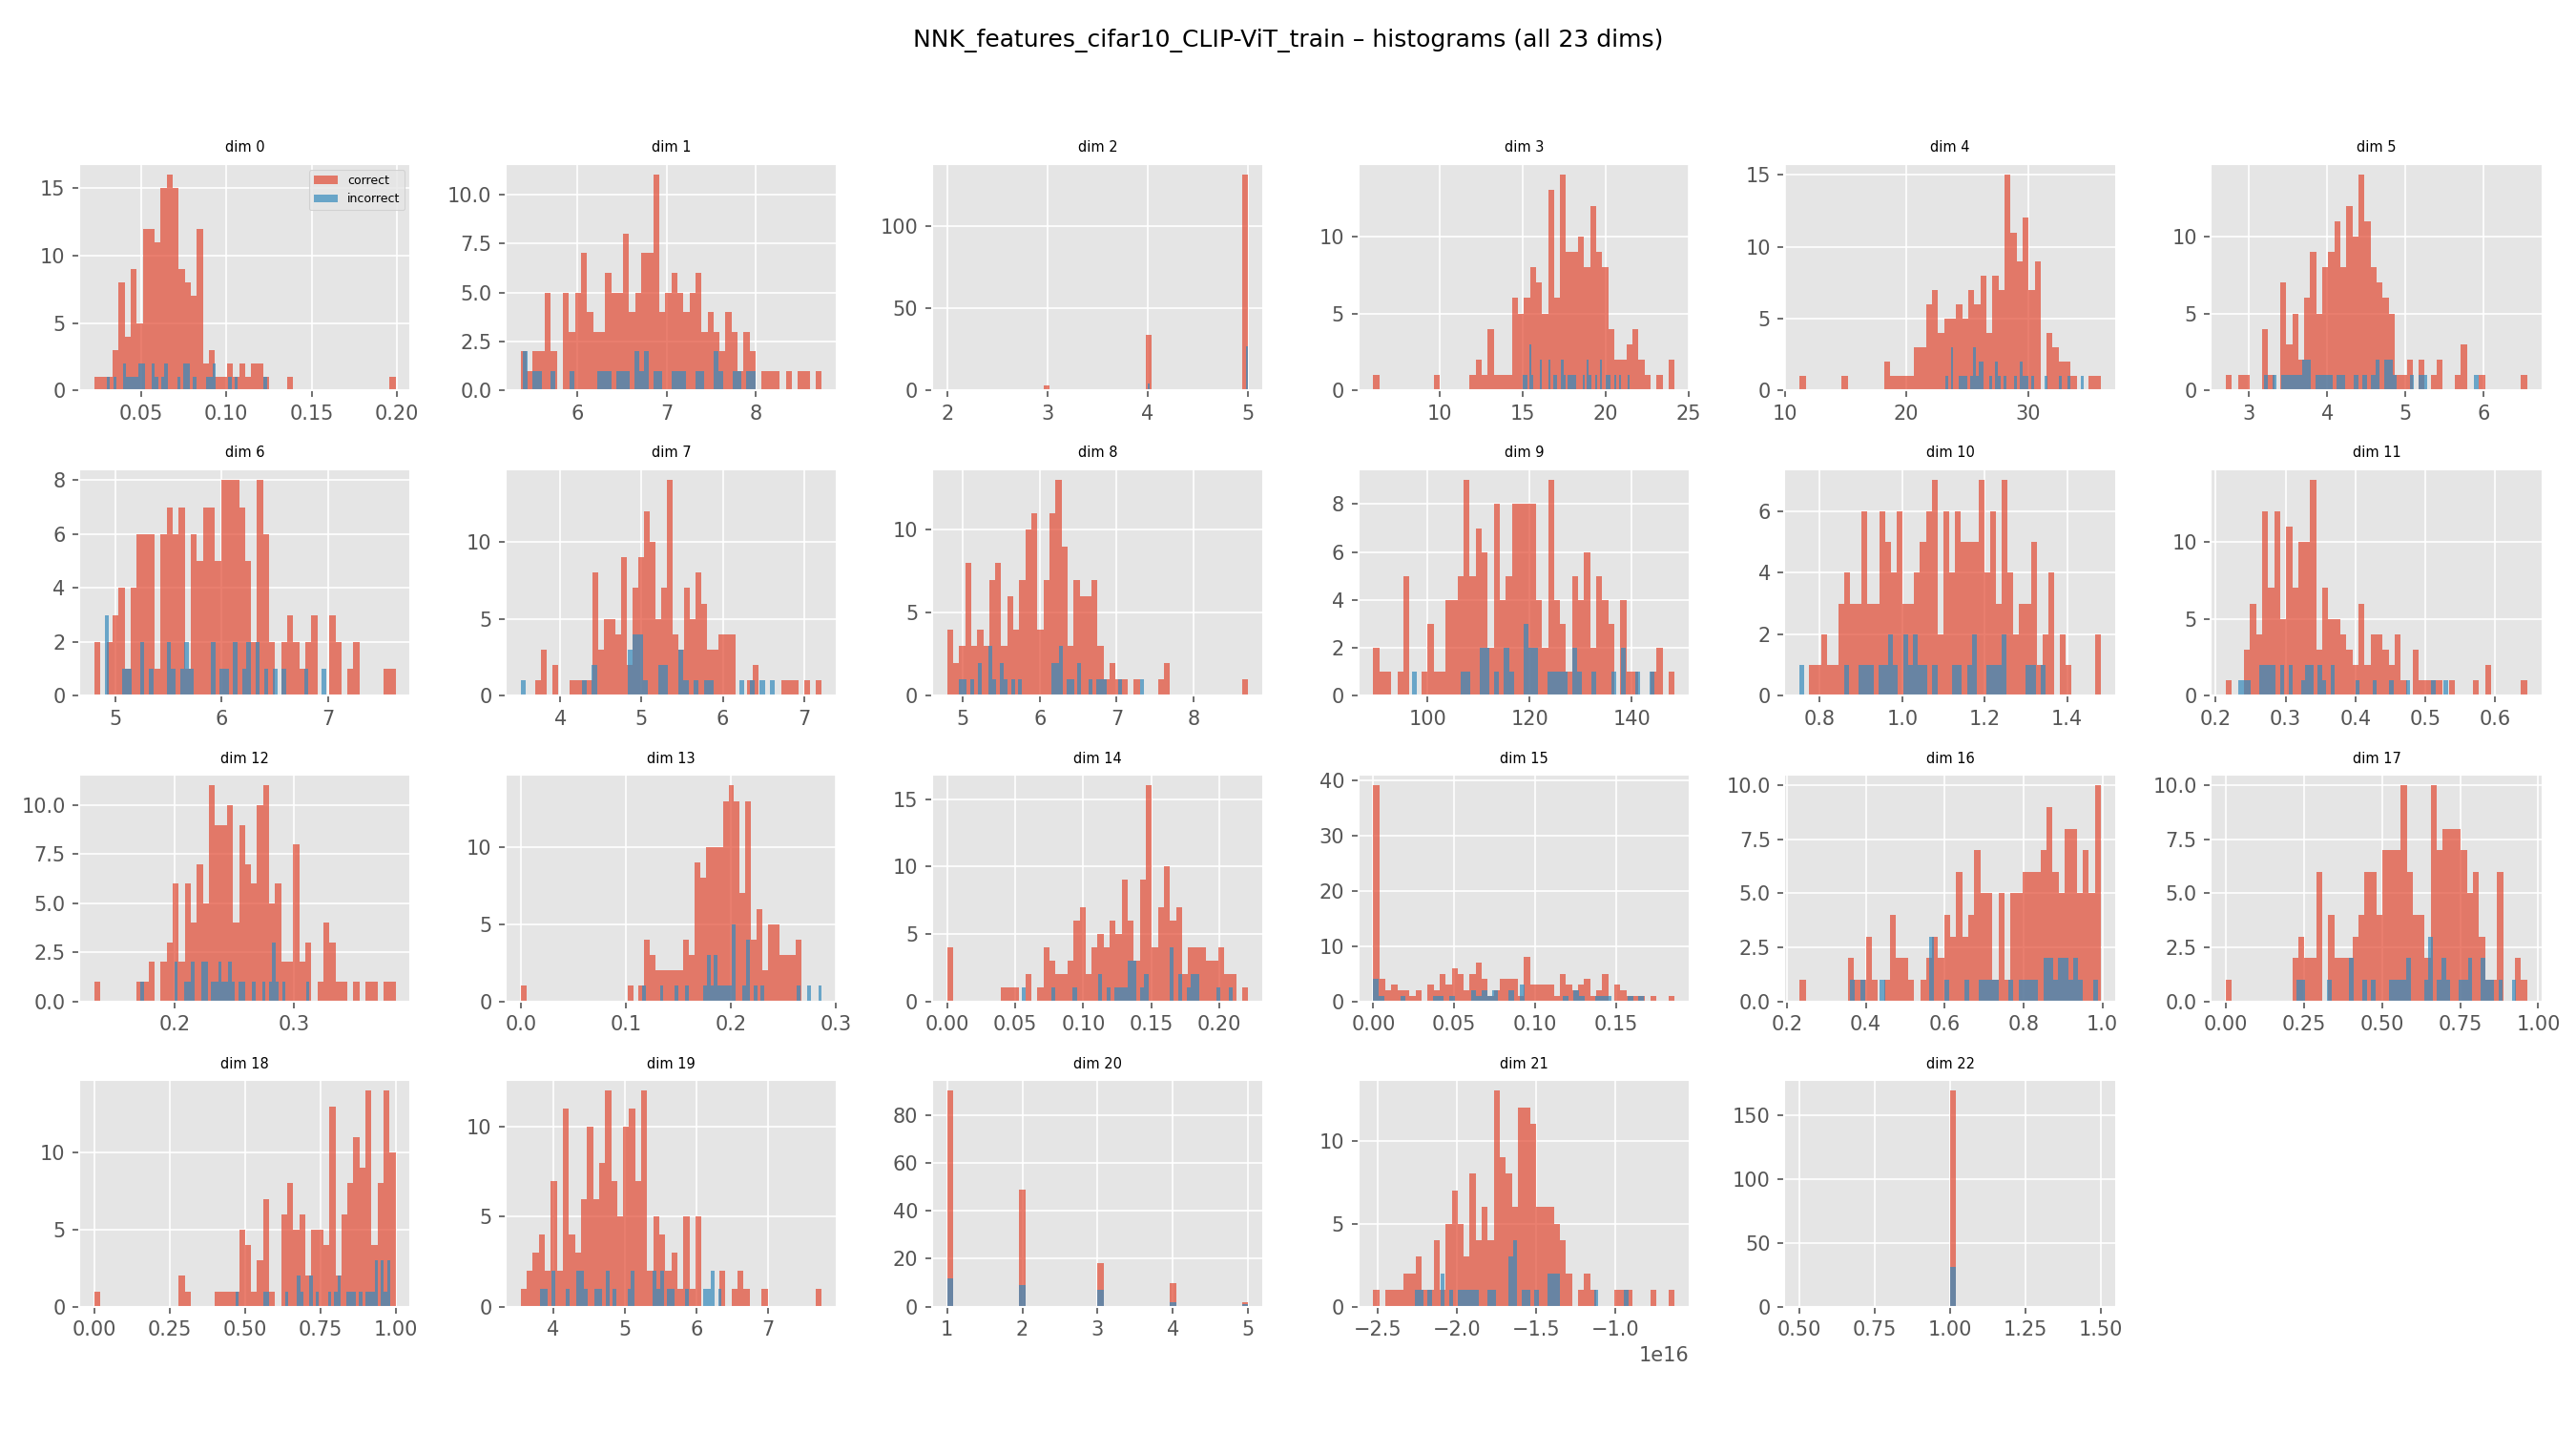 NNK_features_cifar10_CLIP-ViT_train – histograms (all 23 dims)
dim 0
correct
incorrect
15
10
5
0
0.05 0.10 0.15 0.20
dim 1
10.0
7.5
5.0
2.5
0.0
6 7 8
dim 2
100
50
0
2 3 4 5
dim 3
10
5
0
10 15 20 25
dim 4
15
10
5
0
10 20 30
dim 5
10
5
0
3 4 5 6
dim 6
8
6
4
2
0
5 6 7
dim 7
10
5
0
4 5 6 7
dim 8
10
5
0
5 6 7 8
dim 9
8
6
4
2
0
100 120 140
dim 10
6
4
2
0
0.8 1.0 1.2 1.4
dim 11
10
5
0
0.2 0.3 0.4 0.5 0.6
dim 12
10.0
7.5
5.0
2.5
0.0
0.2 0.3
dim 13
10
5
0
0.0 0.1 0.2 0.3
dim 14
15
10
5
0
0.00 0.05 0.10 0.15 0.20
dim 15
40
30
20
10
0
0.00 0.05 0.10 0.15
dim 16
10.0
7.5
5.0
2.5
0.0
0.2 0.4 0.6 0.8 1.0
dim 17
10.0
7.5
5.0
2.5
0.0
0.00 0.25 0.50 0.75 1.00
dim 18
10
5
0
0.00 0.25 0.50 0.75 1.00
dim 19
10
5
0
4 5 6 7
dim 20
80
60
40
20
0
1 2 3 4 5
dim 21
10
5
0
−2.5 −2.0 −1.5 −1.0
1e16
dim 22
150
100
50
0
0.50 0.75 1.00 1.25 1.50